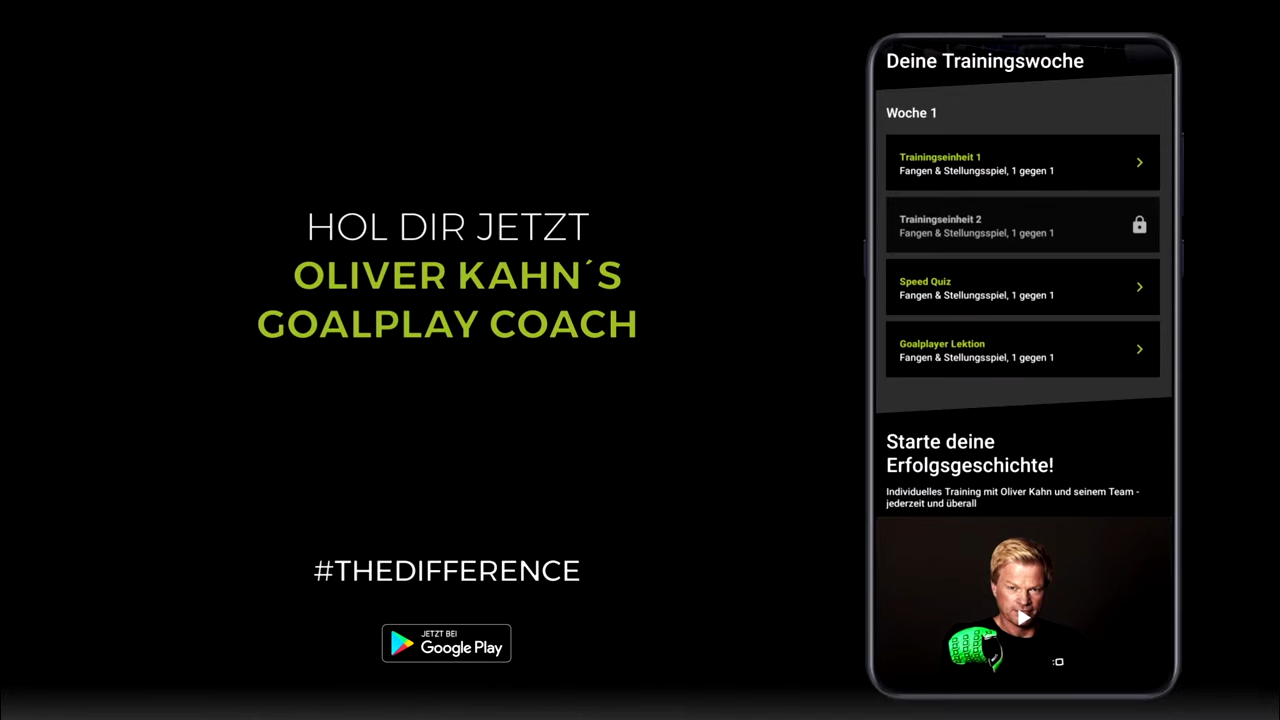 HOL DIR JETZT
OLIVER KAHN´S
GOALPLAY COACH
#THEDIFFERENCE
JETZT BEI
Google Play
Deine Trainingswoche
Woche 1
Trainingseinheit 1
Fangen & Stellungsspiel, 1 gegen 1
Trainingseinheit 2
Fangen & Stellungsspiel, 1 gegen 1
Speed Quiz
Fangen & Stellungsspiel, 1 gegen 1
Goalplayer Lektion
Fangen & Stellungsspiel, 1 gegen 1
Starte deine
Erfolgsgeschichte!
Individuelles Training mit Oliver Kahn und seinem Team -
jederzeit und überall